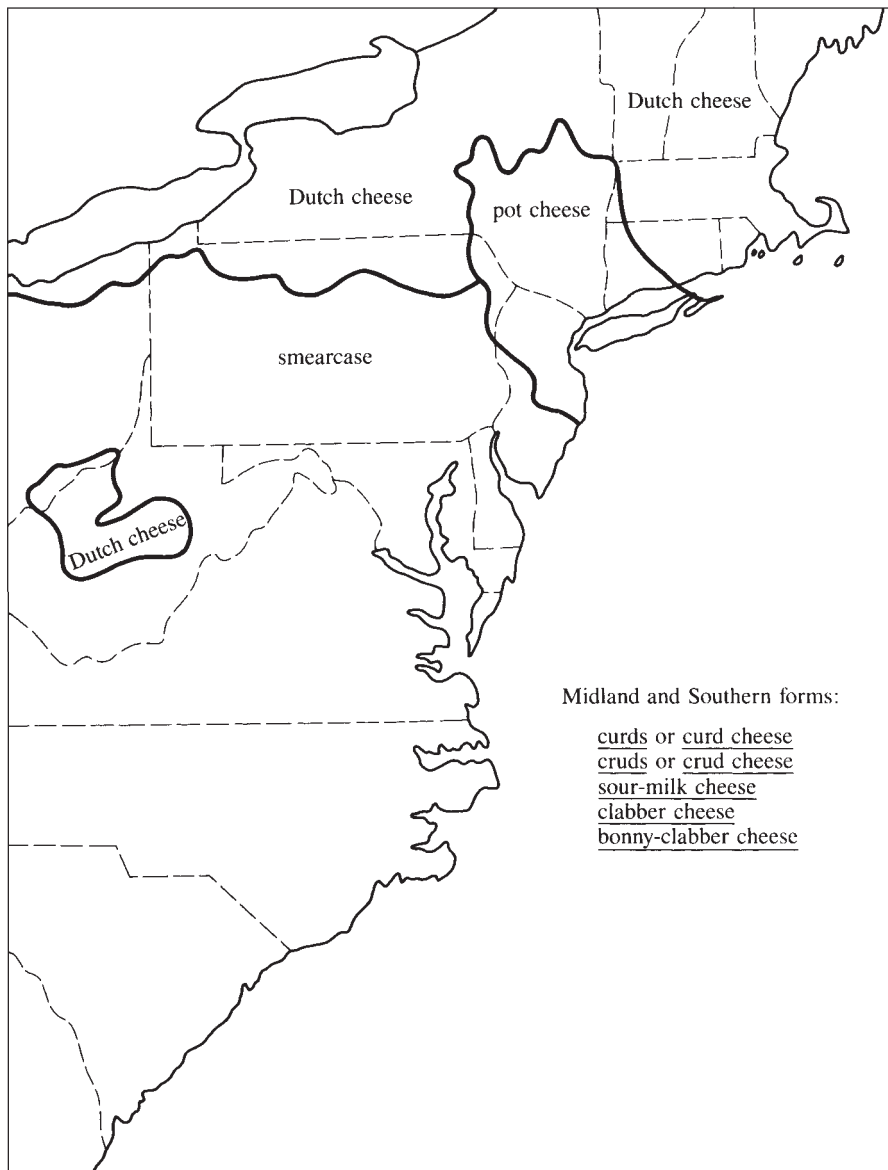 Dutch cheese
Dutch cheese
pot cheese
smearcase
Dutch cheese
Midland and Southern forms:
curds or curd cheese
cruds or crud cheese
sour-milk cheese
clabber cheese
bonny-clabber cheese